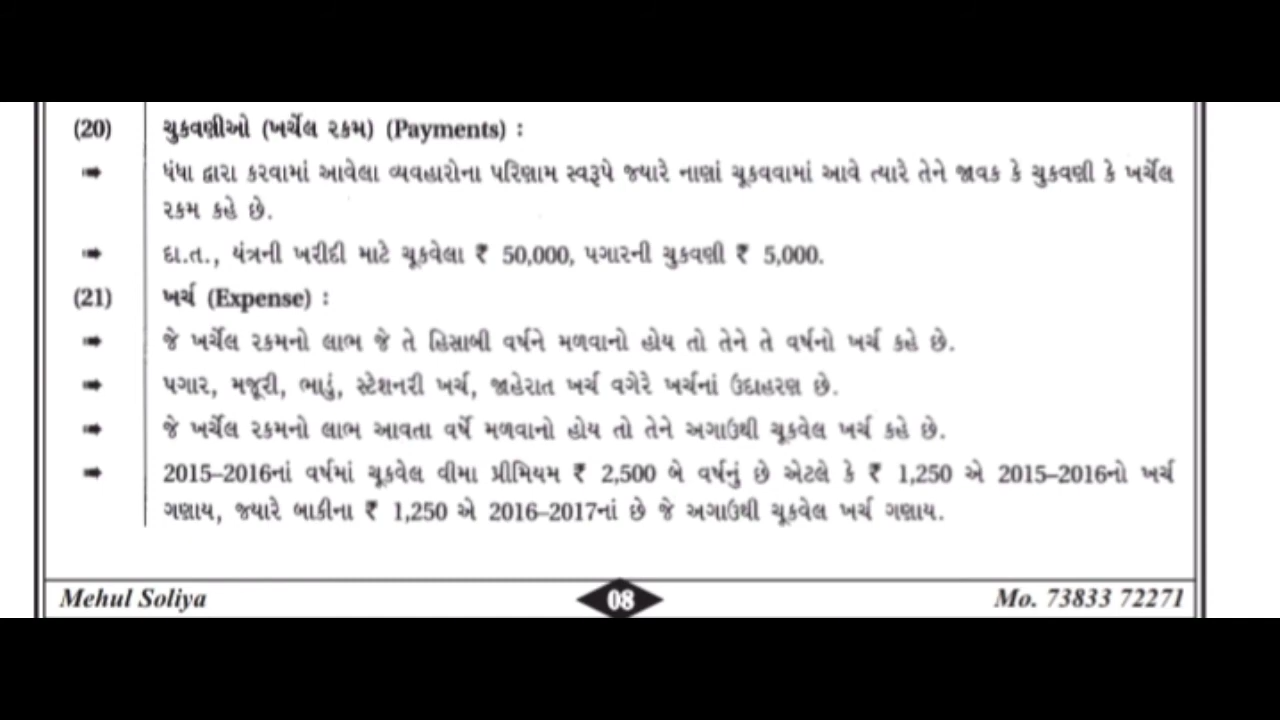 (20) ચુકવણીઓ (ખર્ચેલ રકમ) (Payments) :
➠ ધંધા દ્વારા કરવામાં આવેલા વ્યવહારોના પરિણામ સ્વરૂપે જ્યારે નાણાં ચૂકવવામાં આવે ત્યારે તેને જાવક કે ચુકવણી કે ખર્ચેલ
રકમ કહે છે.
➠ દા.ત., યંત્રની ખરીદી માટે ચૂકવેલા ₹ 50,000, પગારની ચુકવણી ₹ 5,000.
(21) ખર્ચ (Expense) :
➠ જે ખર્ચેલ રકમનો લાભ જે તે હિસાબી વર્ષને મળવાનો હોય તો તેને તે વર્ષનો ખર્ચ કહે છે.
➠ પગાર, મજૂરી, ભાડું, સ્ટેશનરી ખર્ચ, જાહેરાત ખર્ચ વગેરે ખર્ચનાં ઉદાહરણ છે.
➠ જે ખર્ચેલ રકમનો લાભ આવતા વર્ષે મળવાનો હોય તો તેને અગાઉથી ચૂકવેલ ખર્ચ કહે છે.
➠ 2015–2016નાં વર્ષમાં ચૂકવેલ વીમા પ્રીમિયમ ₹ 2,500 બે વર્ષનું છે એટલે કે ₹ 1,250 એ 2015–2016નો ખર્ચ
ગણાય, જ્યારે બાકીના ₹ 1,250 એ 2016–2017નાં છે જે અગાઉથી ચૂકવેલ ખર્ચ ગણાય.
Mehul Soliya 08 Mo. 73833 72271